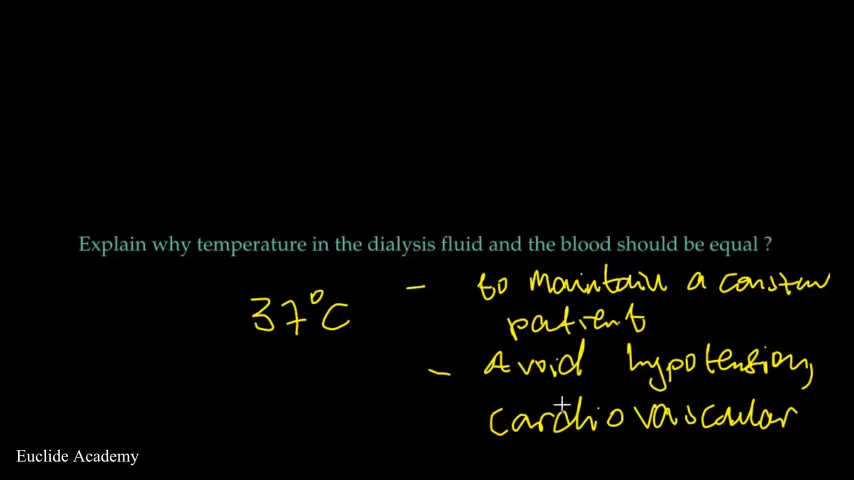 Explain why temperature in the dialysis fluid and the blood should be equal ?
37°C - to maintain a constan
patient
- Avoid hypotension,
cardiovascular
Euclide Academy